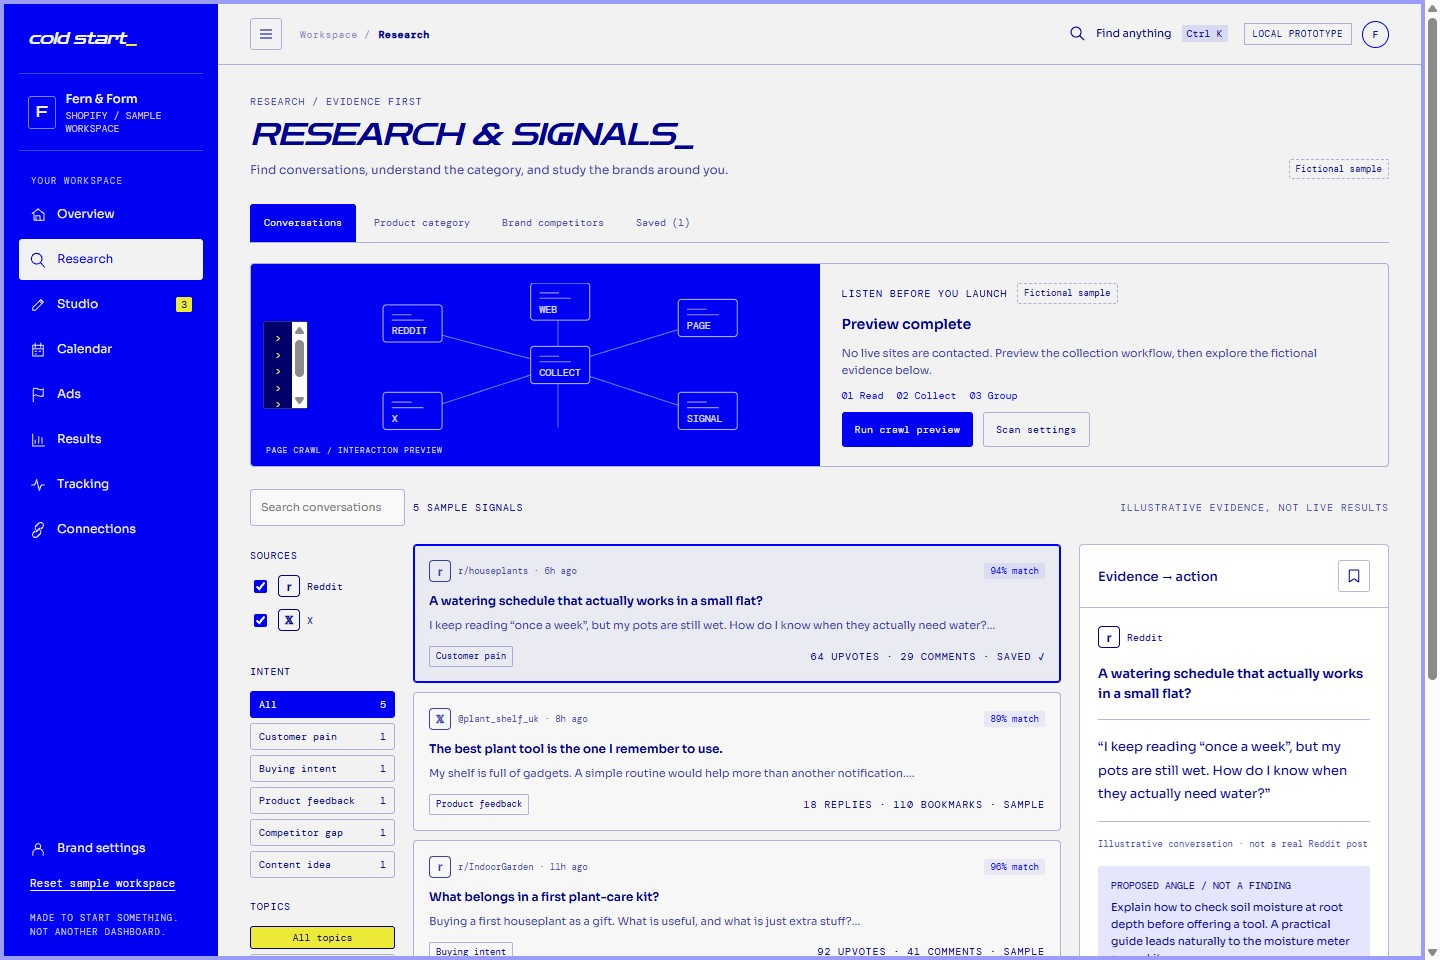 cold start_
F
Fern & Form
SHOPIFY / SAMPLE
WORKSPACE
YOUR WORKSPACE
Overview
Research
Studio 3
Calendar
Ads
Results
Tracking
Connections
Brand settings
Reset sample workspace
MADE TO START SOMETHING.
NOT ANOTHER DASHBOARD.
Workspace / Research
Find anything Ctrl K
LOCAL PROTOTYPE
F
RESEARCH / EVIDENCE FIRST
RESEARCH & SIGNALS_
Find conversations, understand the category, and study the brands around you.
Fictional sample
Conversations
Product category
Brand competitors
Saved (1)
>
>
>
>
>
REDDIT
WEB
PAGE
COLLECT
X
SIGNAL
PAGE CRAWL / INTERACTION PREVIEW
LISTEN BEFORE YOU LAUNCH
Fictional sample
Preview complete
No live sites are contacted. Preview the collection workflow, then explore the fictional
evidence below.
01 Read 02 Collect 03 Group
Run crawl preview
Scan settings
Search conversations
5 SAMPLE SIGNALS
ILLUSTRATIVE EVIDENCE, NOT LIVE RESULTS
SOURCES
r Reddit
𝕏 X
INTENT
All 5
Customer pain 1
Buying intent 1
Product feedback 1
Competitor gap 1
Content idea 1
TOPICS
All topics
r r/houseplants · 6h ago
94% match
A watering schedule that actually works in a small flat?
I keep reading “once a week”, but my pots are still wet. How do I know when they actually need water?...
Customer pain
64 UPVOTES · 29 COMMENTS · SAVED ✓
𝕏 @plant_shelf_uk · 8h ago
89% match
The best plant tool is the one I remember to use.
My shelf is full of gadgets. A simple routine would help more than another notification....
Product feedback
18 REPLIES · 110 BOOKMARKS · SAMPLE
r r/IndoorGarden · 11h ago
96% match
What belongs in a first plant-care kit?
Buying a first houseplant as a gift. What is useful, and what is just extra stuff?...
Buying intent
92 UPVOTES · 41 COMMENTS · SAMPLE
Evidence → action
r Reddit
A watering schedule that actually works
in a small flat?
“I keep reading “once a week”, but my
pots are still wet. How do I know when
they actually need water?”
Illustrative conversation · not a real Reddit post
PROPOSED ANGLE / NOT A FINDING
Explain how to check soil moisture at root
depth before offering a tool. A practical
guide leads naturally to the moisture meter